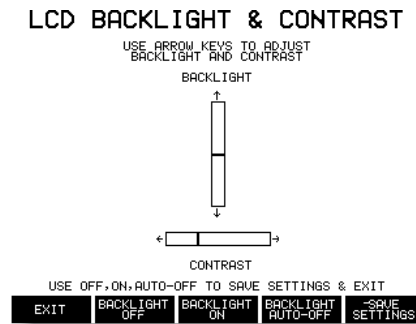 LCD BACKLIGHT & CONTRAST
USE ARROW KEYS TO ADJUST
BACKLIGHT AND CONTRAST
BACKLIGHT
CONTRAST
USE OFF,ON,AUTO-OFF TO SAVE SETTINGS & EXIT
EXIT
BACKLIGHT
OFF
BACKLIGHT
ON
BACKLIGHT
AUTO-OFF
-SAVE
SETTINGS